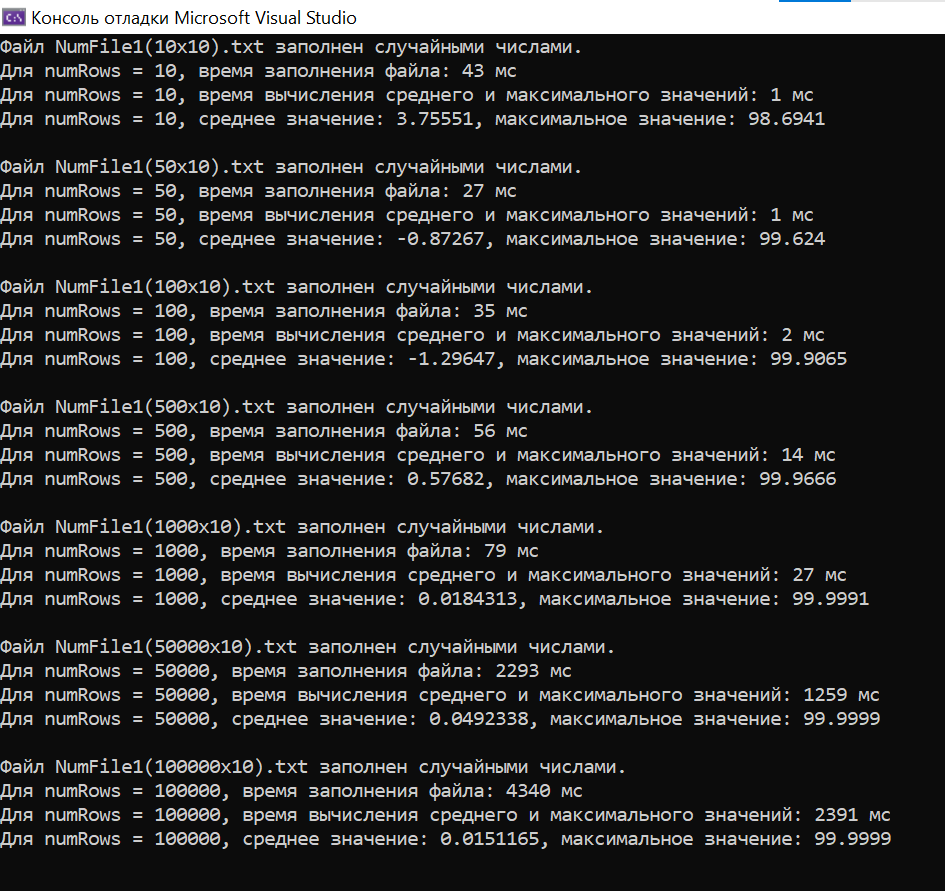 Консоль отладки Microsoft Visual Studio
Файл NumFile1(10x10).txt заполнен случайными числами.
Для numRows = 10, время заполнения файла: 43 мс
Для numRows = 10, время вычисления среднего и максимального значений: 1 мс
Для numRows = 10, среднее значение: 3.75551, максимальное значение: 98.6941
Файл NumFile1(50x10).txt заполнен случайными числами.
Для numRows = 50, время заполнения файла: 27 мс
Для numRows = 50, время вычисления среднего и максимального значений: 1 мс
Для numRows = 50, среднее значение: -0.87267, максимальное значение: 99.624
Файл NumFile1(100x10).txt заполнен случайными числами.
Для numRows = 100, время заполнения файла: 35 мс
Для numRows = 100, время вычисления среднего и максимального значений: 2 мс
Для numRows = 100, среднее значение: -1.29647, максимальное значение: 99.9065
Файл NumFile1(500x10).txt заполнен случайными числами.
Для numRows = 500, время заполнения файла: 56 мс
Для numRows = 500, время вычисления среднего и максимального значений: 14 мс
Для numRows = 500, среднее значение: 0.57682, максимальное значение: 99.9666
Файл NumFile1(1000x10).txt заполнен случайными числами.
Для numRows = 1000, время заполнения файла: 79 мс
Для numRows = 1000, время вычисления среднего и максимального значений: 27 мс
Для numRows = 1000, среднее значение: 0.0184313, максимальное значение: 99.9991
Файл NumFile1(50000x10).txt заполнен случайными числами.
Для numRows = 50000, время заполнения файла: 2293 мс
Для numRows = 50000, время вычисления среднего и максимального значений: 1259 мс
Для numRows = 50000, среднее значение: 0.0492338, максимальное значение: 99.9999
Файл NumFile1(100000x10).txt заполнен случайными числами.
Для numRows = 100000, время заполнения файла: 4340 мс
Для numRows = 100000, время вычисления среднего и максимального значений: 2391 мс
Для numRows = 100000, среднее значение: 0.0151165, максимальное значение: 99.9999